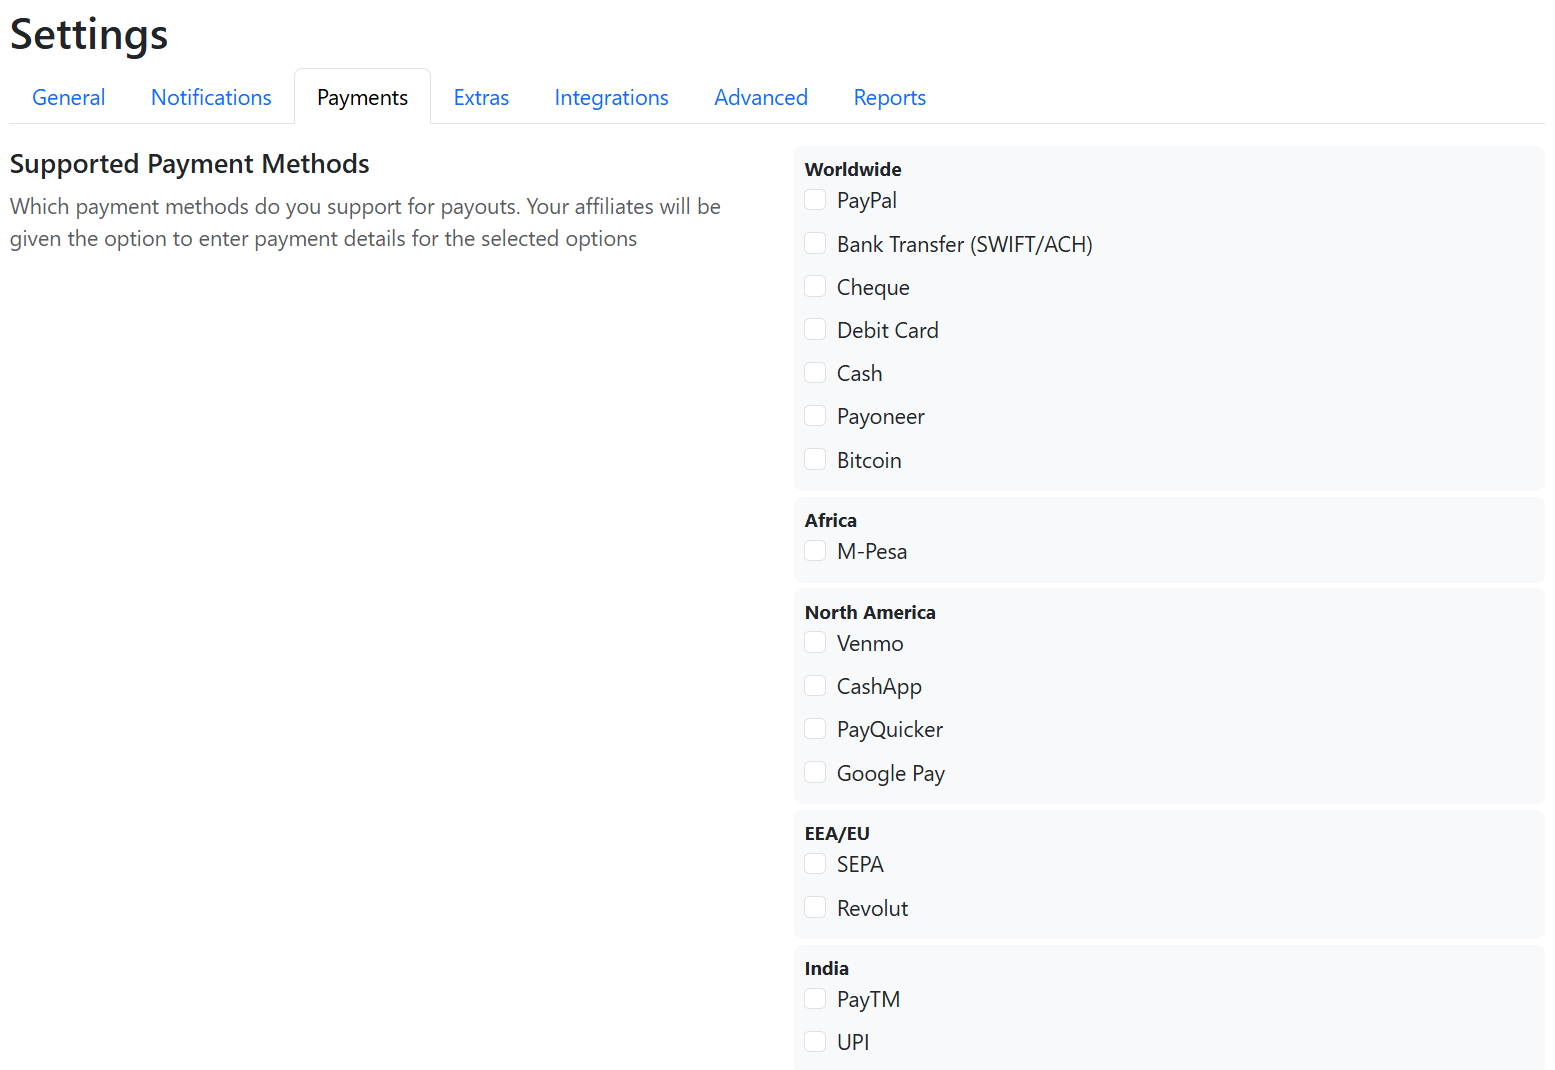 Settings
General Notifications Payments Extras Integrations Advanced Reports
Supported Payment Methods
Which payment methods do you support for payouts. Your affiliates will be
given the option to enter payment details for the selected options
Worldwide
PayPal
Bank Transfer (SWIFT/ACH)
Cheque
Debit Card
Cash
Payoneer
Bitcoin
Africa
M-Pesa
North America
Venmo
CashApp
PayQuicker
Google Pay
EEA/EU
SEPA
Revolut
India
PayTM
UPI